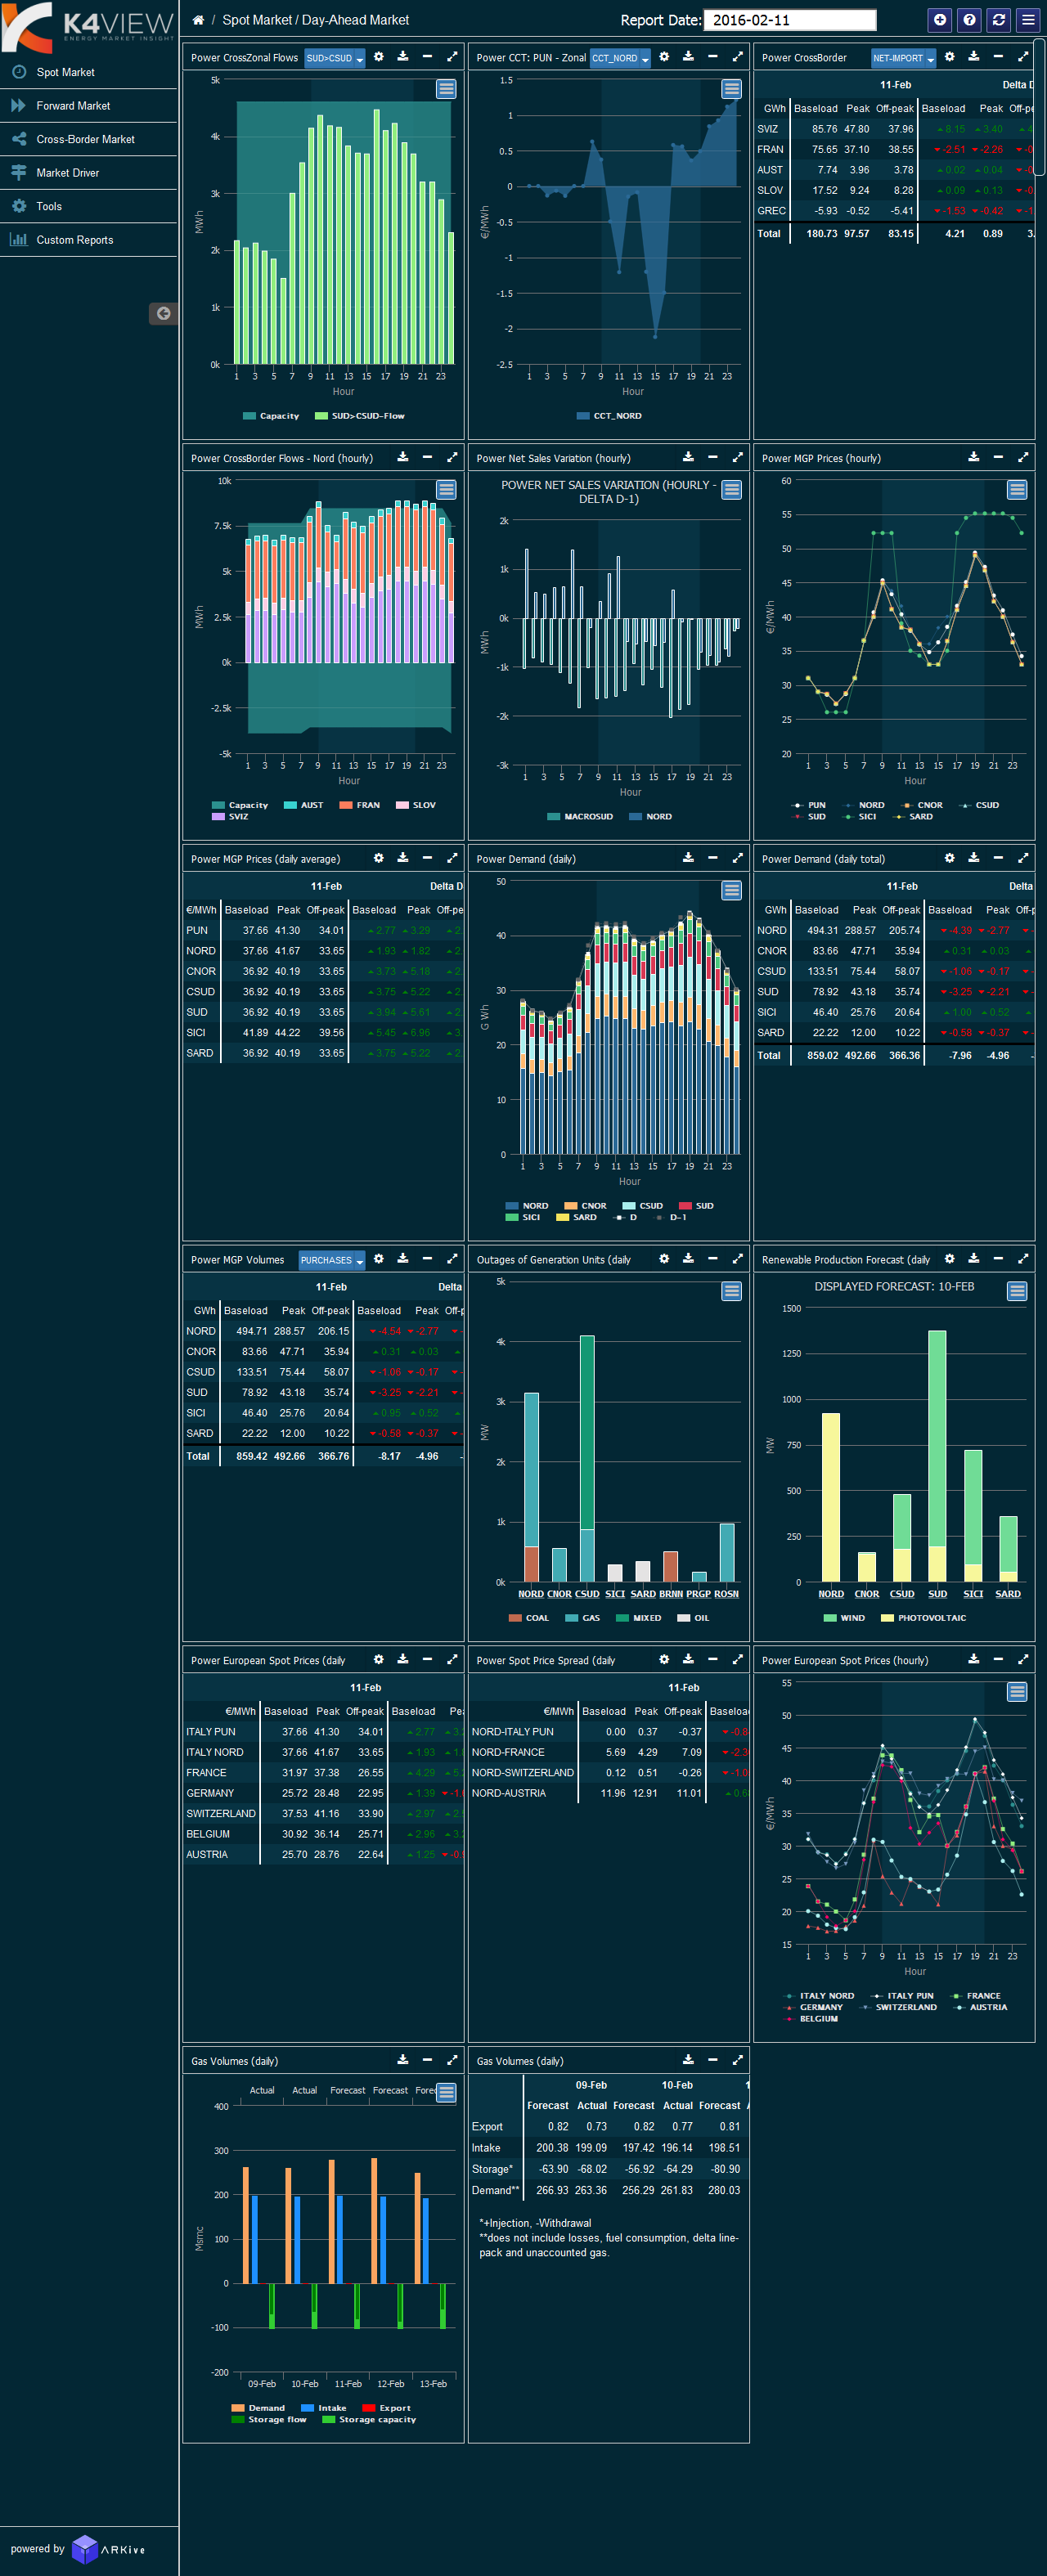 K4VIEW
ENERGY MARKET INSIGHT
Spot Market
Forward Market
Cross-Border Market
Market Driver
Tools
Custom Reports
powered by ARKive
/ Spot Market / Day-Ahead Market
Report Date: 2016-02-11
Power CrossZonal Flows SUD>CSUD
5k
4k
3k
2k
1k
0k
MWh
1 3 5 7 9 11 13 15 17 19 21 23
Hour
Capacity SUD>CSUD-Flow
Power CCT: PUN - Zonal CCT_NORD
1.5
1
0.5
0
-0.5
-1
-1.5
-2
-2.5
€/MWh
1 3 5 7 9 11 13 15 17 19 21 23
Hour
CCT_NORD
Power CrossBorder NET-IMPORT
11-Feb Delta D
GWh Baseload Peak Off-peak Baseload Peak Off-pe
SVIZ 85.76 47.80 37.96 8.15 3.40 4
FRAN 75.65 37.10 38.55 -2.51 -2.26 -0
AUST 7.74 3.96 3.78 0.02 0.04 -0
SLOV 17.52 9.24 8.28 0.09 0.13 -0
GREC -5.93 -0.52 -5.41 -1.53 -0.42 -1
Total 180.73 97.57 83.15 4.21 0.89 3.
Power CrossBorder Flows - Nord (hourly)
10k
7.5k
5k
2.5k
0k
-2.5k
-5k
MWh
1 3 5 7 9 11 13 15 17 19 21 23
Hour
Capacity AUST FRAN SLOV
SVIZ
Power Net Sales Variation (hourly)
POWER NET SALES VARIATION (HOURLY -
DELTA D-1)
2k
1k
0k
-1k
-2k
-3k
MWh
1 3 5 7 9 11 13 15 17 19 21 23
Hour
MACROSUD NORD
Power MGP Prices (hourly)
60
55
50
45
40
35
30
25
20
€/MWh
1 3 5 7 9 11 13 15 17 19 21 23
Hour
PUN NORD CNOR CSUD
SUD SICI SARD
Power MGP Prices (daily average)
11-Feb Delta D
€/MWh Baseload Peak Off-peak Baseload Peak Off-pe
PUN 37.66 41.30 34.01 2.77 3.29 2.
NORD 37.66 41.67 33.65 1.93 1.82 2.
CNOR 36.92 40.19 33.65 3.73 5.18 2.
CSUD 36.92 40.19 33.65 3.75 5.22 2.
SUD 36.92 40.19 33.65 3.94 5.61 2.
SICI 41.89 44.22 39.56 5.45 6.96 3
SARD 36.92 40.19 33.65 3.75 5.22 2.
Power Demand (daily)
50
40
30
20
10
0
G Wh
1 3 5 7 9 11 13 15 17 19 21 23
Hour
NORD CNOR CSUD SUD
SICI SARD D D-1
Power Demand (daily total)
11-Feb Delta
GWh Baseload Peak Off-peak Baseload Peak Off-p
NORD 494.31 288.57 205.74 -4.39 -2.77 -
CNOR 83.66 47.71 35.94 0.31 0.03
CSUD 133.51 75.44 58.07 -1.06 -0.17 -
SUD 78.92 43.18 35.74 -3.25 -2.21 -
SICI 46.40 25.76 20.64 1.00 0.52
SARD 22.22 12.00 10.22 -0.58 -0.37 -
Total 859.02 492.66 366.36 -7.96 -4.96 -
Power MGP Volumes PURCHASES
11-Feb Delta
GWh Baseload Peak Off-peak Baseload Peak Off-p
NORD 494.71 288.57 206.15 -4.54 -2.77 -
CNOR 83.66 47.71 35.94 0.31 0.03
CSUD 133.51 75.44 58.07 -1.06 -0.17 -
SUD 78.92 43.18 35.74 -3.25 -2.21 -
SICI 46.40 25.76 20.64 0.95 0.52
SARD 22.22 12.00 10.22 -0.58 -0.37 -
Total 859.42 492.66 366.76 -8.17 -4.96 -
Outages of Generation Units (daily
5k
4k
3k
2k
1k
0k
MW
NORD CNOR CSUD SICI SARD BRNN PRGP ROSN
COAL GAS MIXED OIL
Renewable Production Forecast (daily
DISPLAYED FORECAST: 10-FEB
1500
1250
1000
750
500
250
0
MW
NORD CNOR CSUD SUD SICI SARD
WIND PHOTOVOLTAIC
Power European Spot Prices (daily
11-Feb
€/MWh Baseload Peak Off-peak Baseload Pea
ITALY PUN 37.66 41.30 34.01 2.77 3.
ITALY NORD 37.66 41.67 33.65 1.93 1.
FRANCE 31.97 37.38 26.55 4.29 5.
GERMANY 25.72 28.48 22.95 1.39 -1.
SWITZERLAND 37.53 41.16 33.90 2.97 2.
BELGIUM 30.92 36.14 25.71 2.96 3.
AUSTRIA 25.70 28.76 22.64 1.25 -0.
Power Spot Price Spread (daily
11-Feb
€/MWh Baseload Peak Off-peak Baseloa
NORD-ITALY PUN 0.00 0.37 -0.37 -0.8
NORD-FRANCE 5.69 4.29 7.09 -2.3
NORD-SWITZERLAND 0.12 0.51 -0.26 -1.0
NORD-AUSTRIA 11.96 12.91 11.01 0.6
Power European Spot Prices (hourly)
55
50
45
40
35
30
25
20
15
€/MWh
1 3 5 7 9 11 13 15 17 19 21 23
Hour
ITALY NORD ITALY PUN FRANCE
GERMANY SWITZERLAND AUSTRIA
BELGIUM
Gas Volumes (daily)
Actual Actual Forecast Forecast Forec
400
300
200
100
0
-100
-200
Msmc
09-Feb 10-Feb 11-Feb 12-Feb 13-Feb
Demand Intake Export
Storage flow Storage capacity
Gas Volumes (daily)
09-Feb 10-Feb 1
Forecast Actual Forecast Actual Forecast A
Export 0.82 0.73 0.82 0.77 0.81
Intake 200.38 199.09 197.42 196.14 198.51
Storage* -63.90 -68.02 -56.92 -64.29 -80.90
Demand** 266.93 263.36 256.29 261.83 280.03
*+Injection, -Withdrawal
**does not include losses, fuel consumption, delta line-
pack and unaccounted gas.